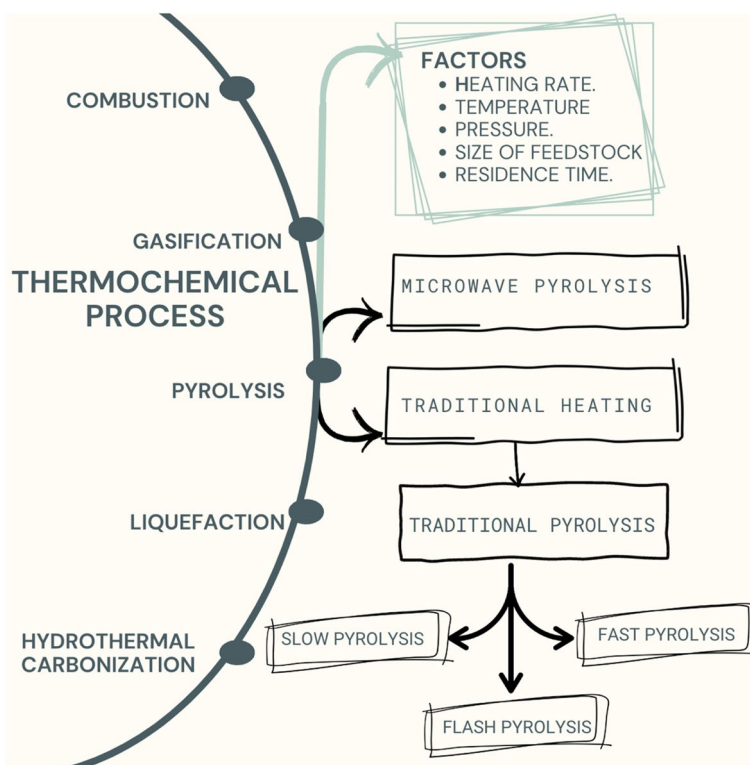 FACTORS
• HEATING RATE.
• TEMPERATURE
• PRESSURE.
• SIZE OF FEEDSTOCK
• RESIDENCE TIME.
COMBUSTION
GASIFICATION
THERMOCHEMICAL
PROCESS
PYROLYSIS
LIQUEFACTION
HYDROTHERMAL
CARBONIZATION
MICROWAVE PYROLYSIS
TRADITIONAL HEATING
TRADITIONAL PYROLYSIS
SLOW PYROLYSIS
FAST PYROLYSIS
FLASH PYROLYSIS